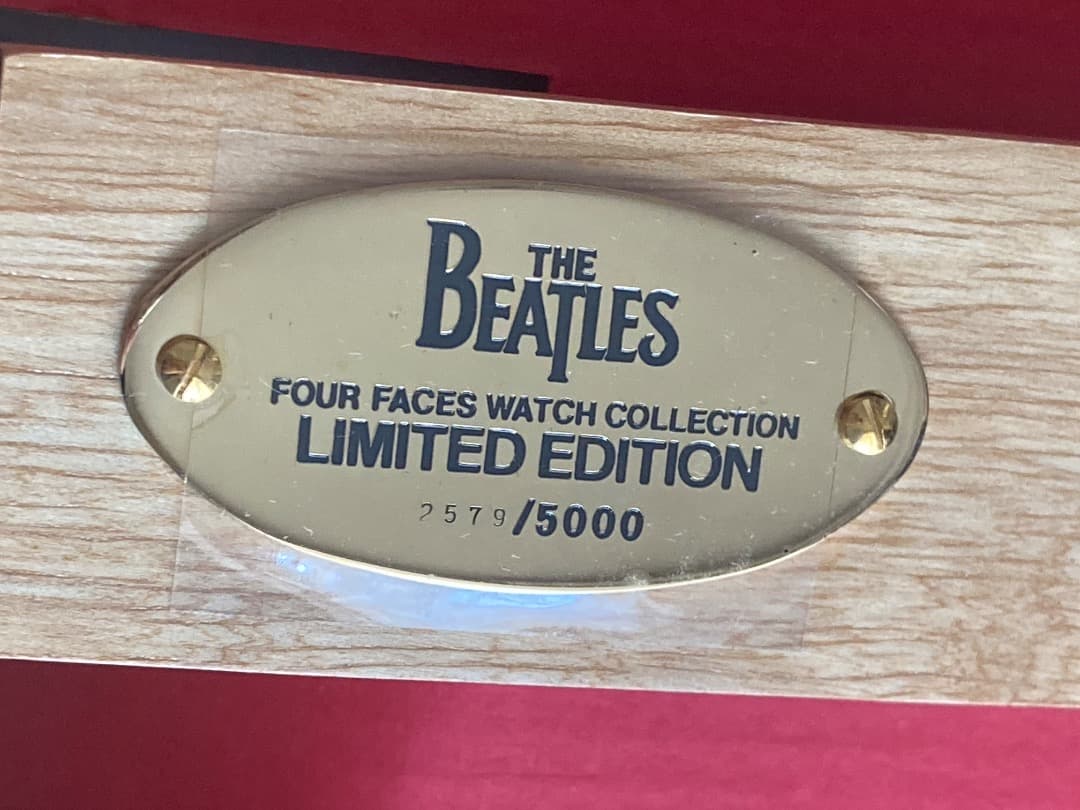 THE
BEATLES
FOUR FACES WATCH COLLECTION
LIMITED EDITION
2579/5000